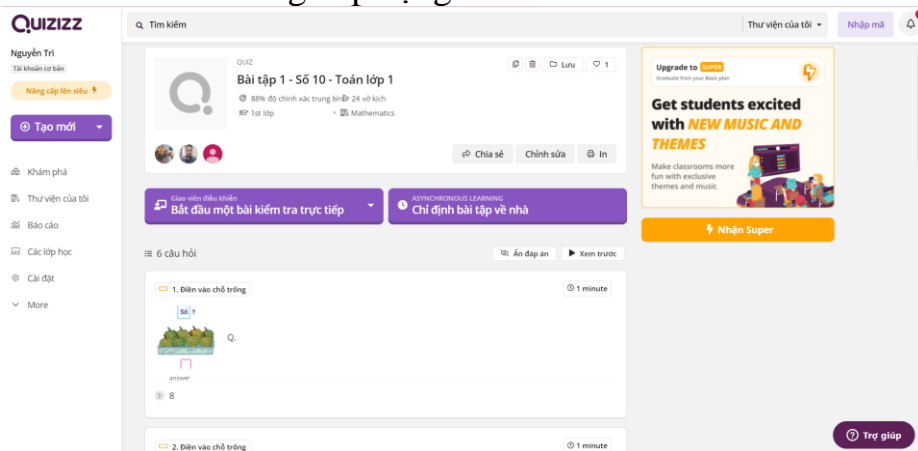 QUIZIZZ
Tìm kiếm
Thư viện của tôi
Nhập mã
Nguyễn Trí
Tài khoản cơ bản
Nâng cấp lên siêu
Tạo mới
Khám phá
Thư viện của tôi
Báo cáo
Các lớp học
Cài đặt
More
QUIZ
Bài tập 1 - Số 10 - Toán lớp 1
88% độ chính xác trung bình 24 vở kịch
1st lớp
• Mathematics
Lưu
1
Chia sẻ
Chỉnh sửa
In
Giao viên điều khiển
Bắt đầu một bài kiểm tra trực tiếp
ASYNCHRONOUS LEARNING
Chỉ định bài tập về nhà
6 câu hỏi
Ẩn đáp án
Xem trước
1. Điền vào chỗ trống
1 minute
Số ?
Q.
answer
8
2. Điền vào chỗ trống
1 minute
Upgrade to SUPER
Graduate from your Basic plan
Get students excited
with NEW MUSIC AND
THEMES
Make classrooms more
fun with exclusive
themes and music
Nhận Super
Trợ giúp